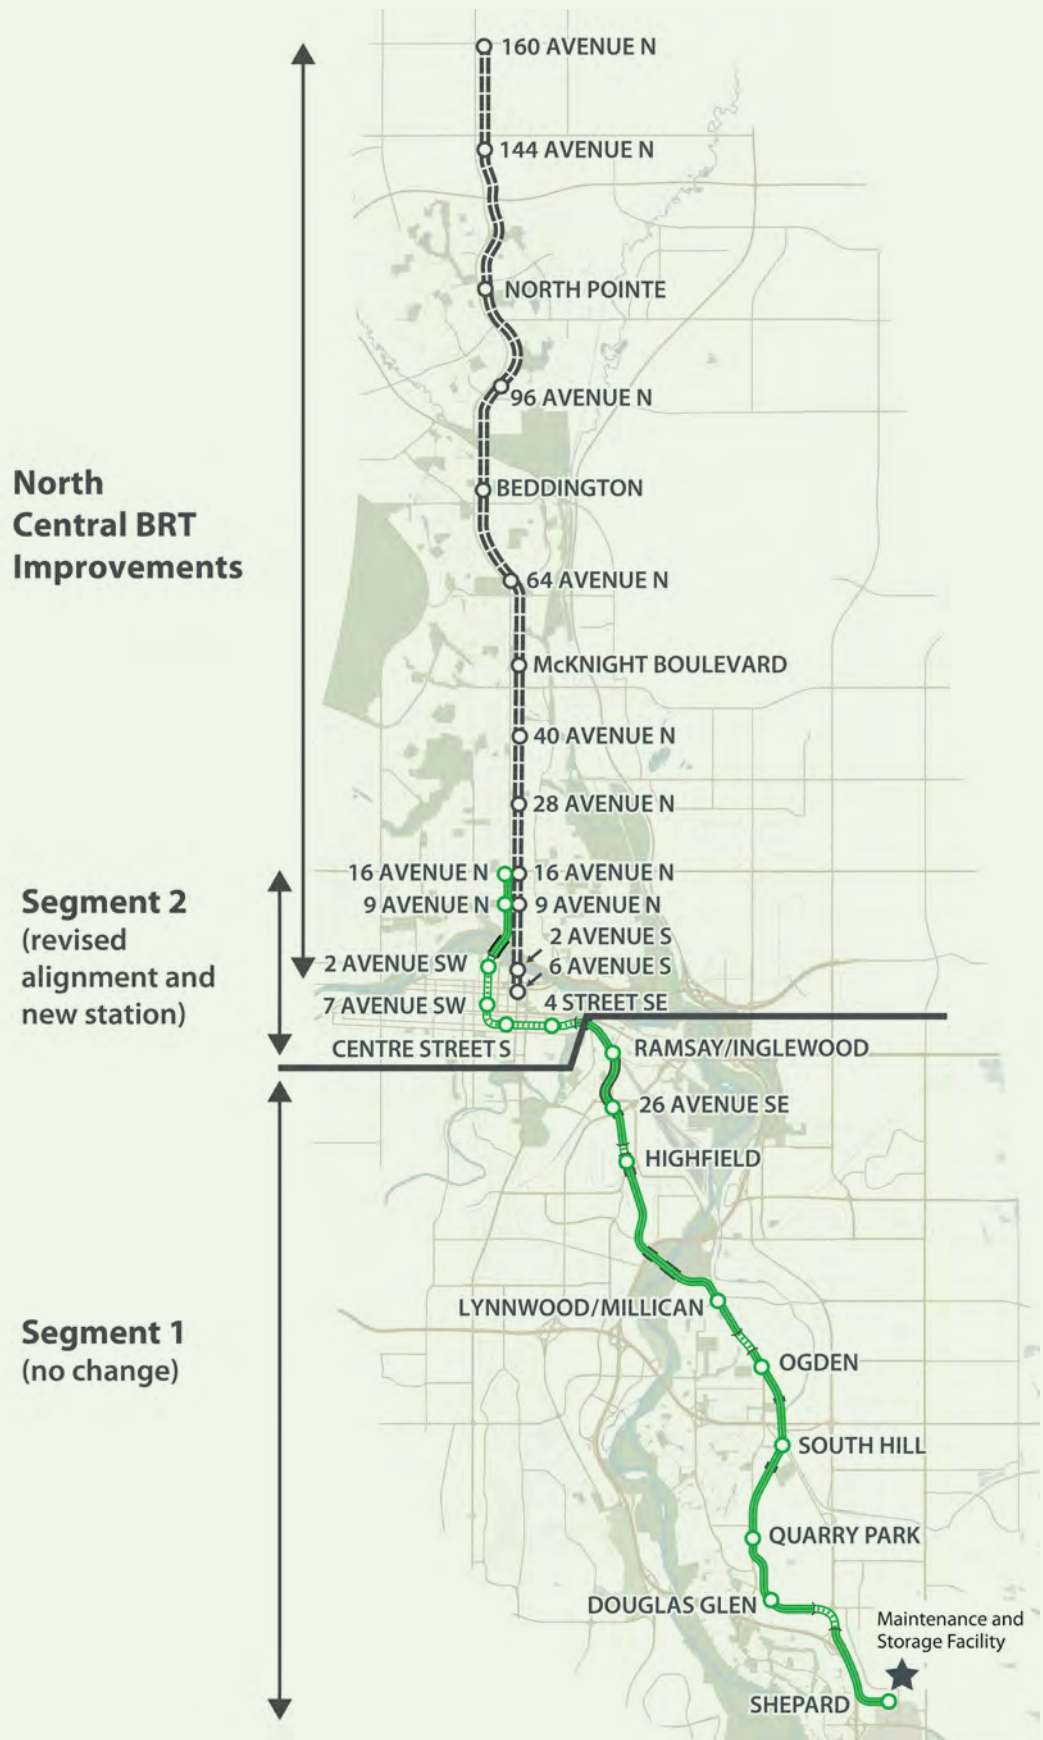 160 AVENUE N
144 AVENUE N
NORTH POINTE
96 AVENUE N
North
Central BRT
Improvements
BEDDINGTON
64 AVENUE N
McKNIGHT BOULEVARD
40 AVENUE N
28 AVENUE N
16 AVENUE N
16 AVENUE N
9 AVENUE N
9 AVENUE N
Segment 2
(revised
alignment and
new station)
2 AVENUE S
2 AVENUE SW
6 AVENUE S
7 AVENUE SW
4 STREET SE
CENTRE STREET S
RAMSAY/INGLEWOOD
26 AVENUE SE
HIGHFIELD
LYNNWOOD/MILLICAN
Segment 1
(no change)
OGDEN
SOUTH HILL
QUARRY PARK
DOUGLAS GLEN
Maintenance and
Storage Facility
SHEPARD